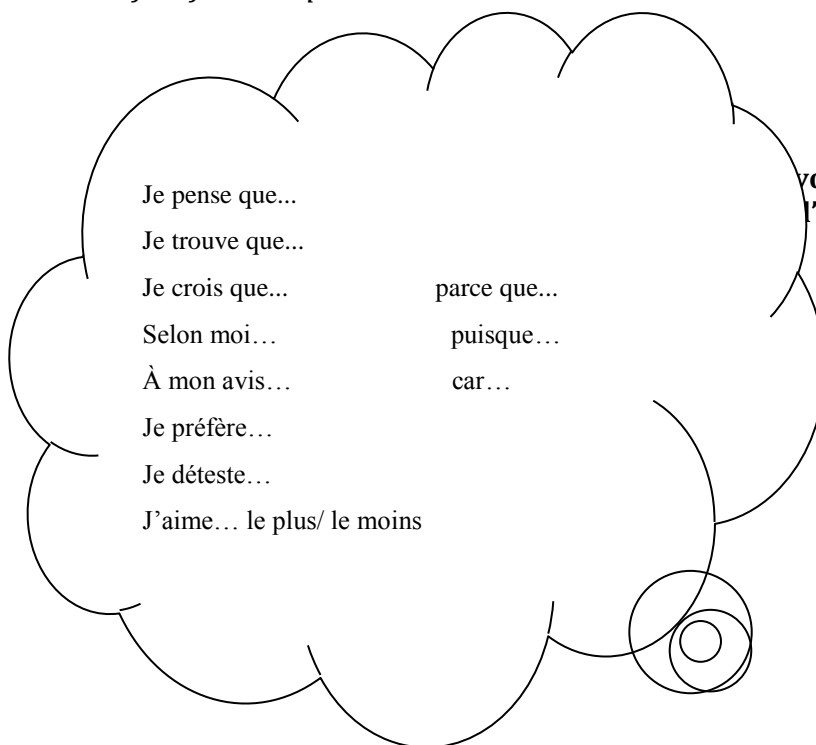 Je pense que...
Je trouve que...
Je crois que... parce que...
Selon moi… puisque…
À mon avis… car…
Je préfère…
Je déteste…
J’aime… le plus/ le moins